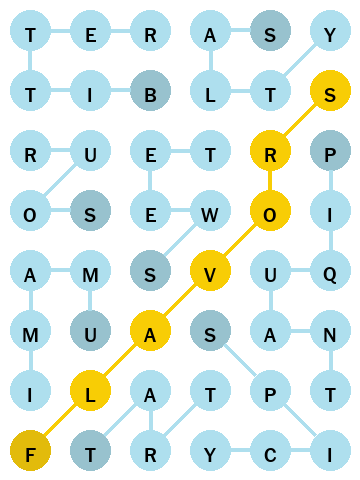 T E R A S Y
T I B L T S
R U E T R P
O S E W O I
A M S V U Q
M U A S A N
I L A T P T
F T R Y C I